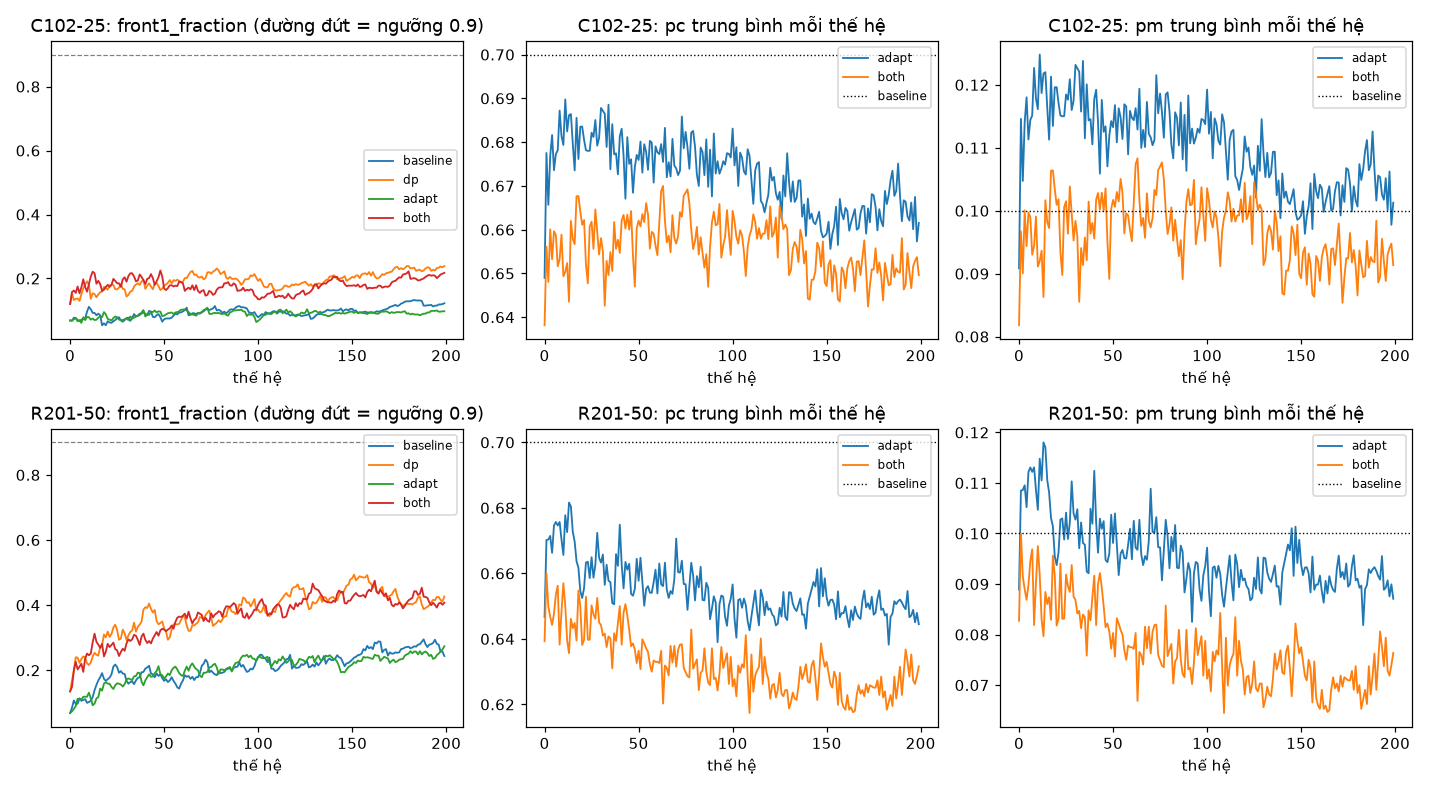 C102-25: front1_fraction (đường đứt = ngưỡng 0.9)
0.8
0.6
0.4
0.2
baseline
dp
adapt
both
0
50
100
150
200
thế hệ
C102-25: pc trung bình mỗi thế hệ
0.70
0.69
0.68
0.67
0.66
0.65
0.64
adapt
both
baseline
0
50
100
150
200
thế hệ
C102-25: pm trung bình mỗi thế hệ
0.12
0.11
0.10
0.09
0.08
adapt
both
baseline
0
50
100
150
200
thế hệ
R201-50: front1_fraction (đường đứt = ngưỡng 0.9)
0.8
0.6
0.4
0.2
baseline
dp
adapt
both
0
50
100
150
200
thế hệ
R201-50: pc trung bình mỗi thế hệ
0.70
0.68
0.66
0.64
0.62
adapt
both
baseline
0
50
100
150
200
thế hệ
R201-50: pm trung bình mỗi thế hệ
0.12
0.11
0.10
0.09
0.08
0.07
adapt
both
baseline
0
50
100
150
200
thế hệ